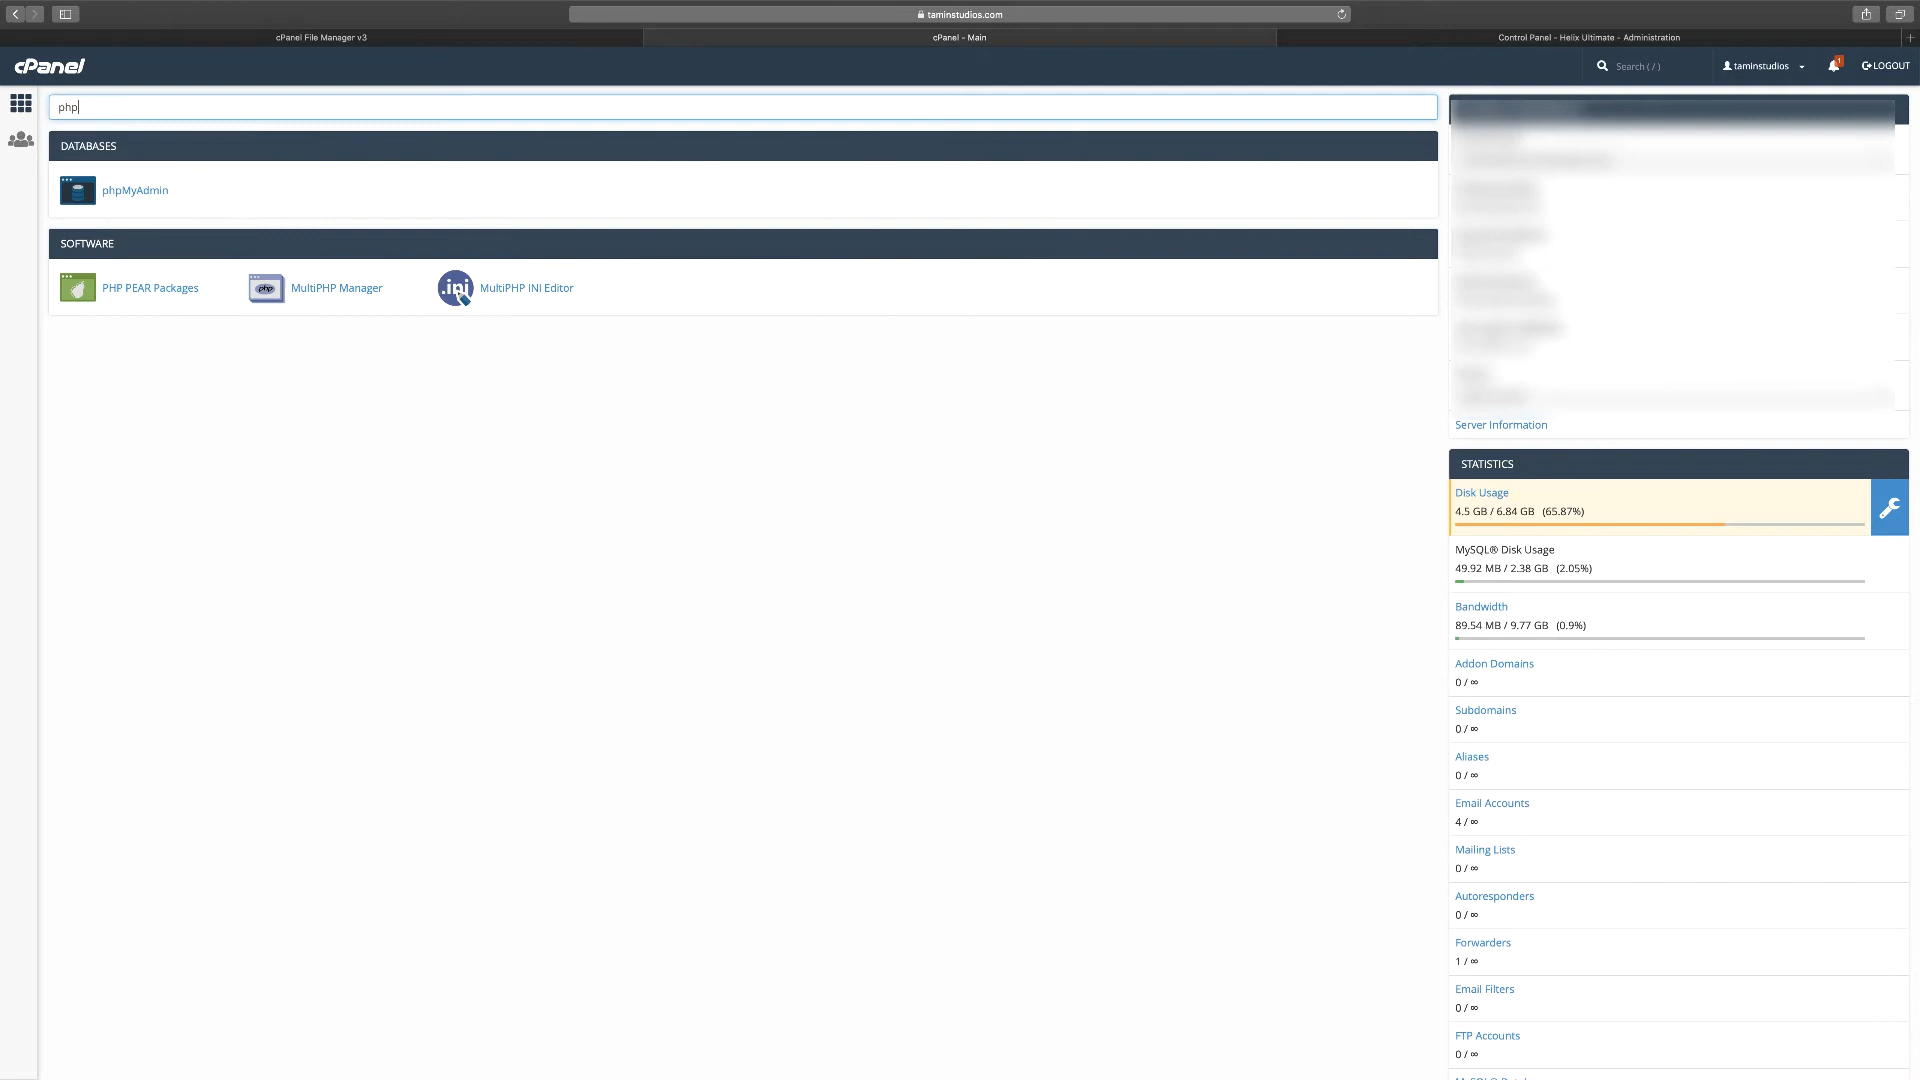 taminstudios.com
cPanel File Manager v3
cPanel - Main
Control Panel - Helix Ultimate - Administration
cPanel
Search ( / )
taminstudios
1
LOGOUT
php
DATABASES
phpMyAdmin
SOFTWARE
PHP PEAR Packages
php
MultiPHP Manager
.ini
MultiPHP INI Editor
Server Information
STATISTICS
Disk Usage
4.5 GB / 6.84 GB (65.87%)
MySQL® Disk Usage
49.92 MB / 2.38 GB (2.05%)
Bandwidth
89.54 MB / 9.77 GB (0.9%)
Addon Domains
0 / ∞
Subdomains
0 / ∞
Aliases
0 / ∞
Email Accounts
4 / ∞
Mailing Lists
0 / ∞
Autoresponders
0 / ∞
Forwarders
1 / ∞
Email Filters
0 / ∞
FTP Accounts
0 / ∞